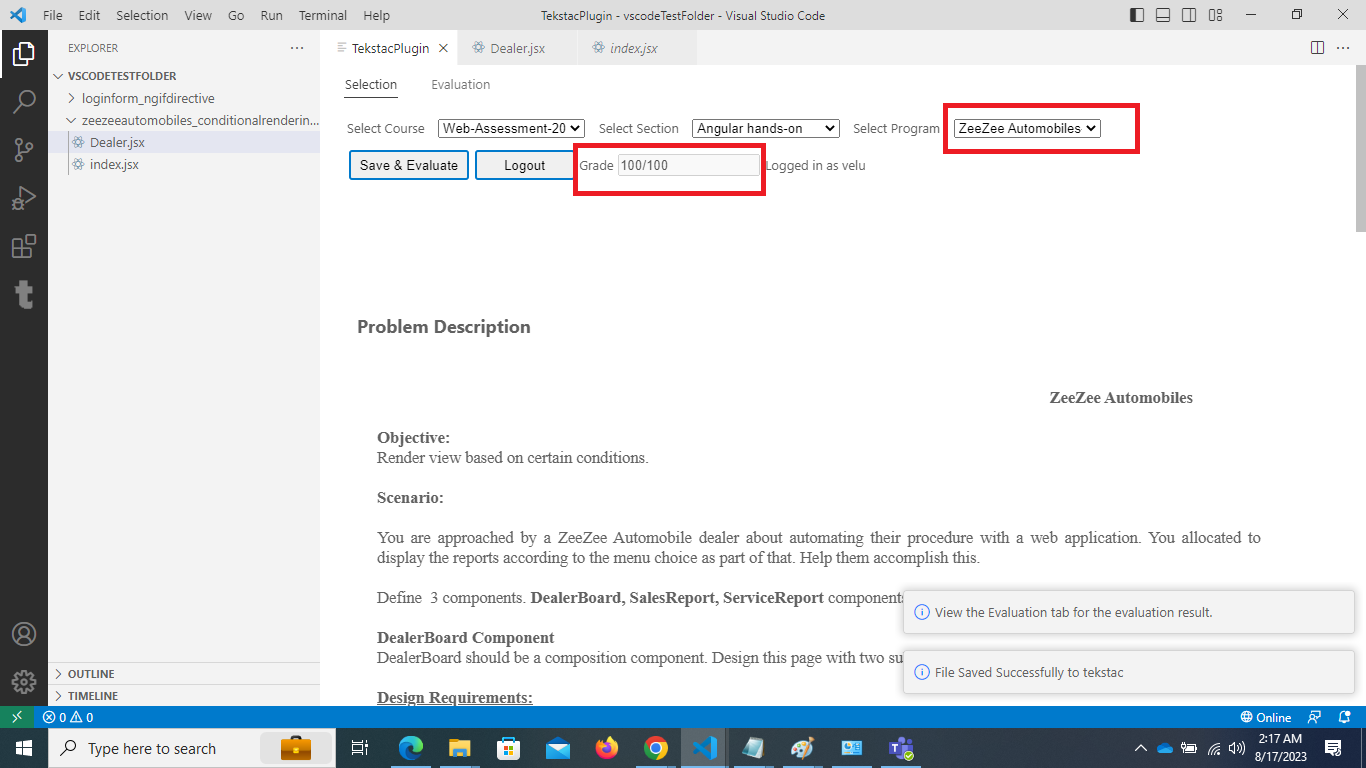 File Edit Selection View Go Run Terminal Help TekstacPlugin - vscodeTestFolder - Visual Studio Code
EXPLORER
VSCODETESTFOLDER
loginform_ngifdirective
zeezeeautomobiles_conditionalrenderin...
Dealer.jsx
index.jsx
OUTLINE
TIMELINE
TekstacPlugin Dealer.jsx index.jsx
Selection Evaluation
Select Course Web-Assessment-20 Select Section Angular hands-on Select Program ZeeZee Automobiles
Save & Evaluate Logout Grade 100/100 Logged in as velu
Problem Description
ZeeZee Automobiles
Objective:
Render view based on certain conditions.
Scenario:
You are approached by a ZeeZee Automobile dealer about automating their procedure with a web application. You allocated to
display the reports according to the menu choice as part of that. Help them accomplish this.
Define 3 components. DealerBoard, SalesReport, ServiceReport components
DealerBoard Component
DealerBoard should be a composition component. Design this page with two su
Design Requirements:
View the Evaluation tab for the evaluation result.
File Saved Successfully to tekstac
0 0 Online
Type here to search
2:17 AM
8/17/2023